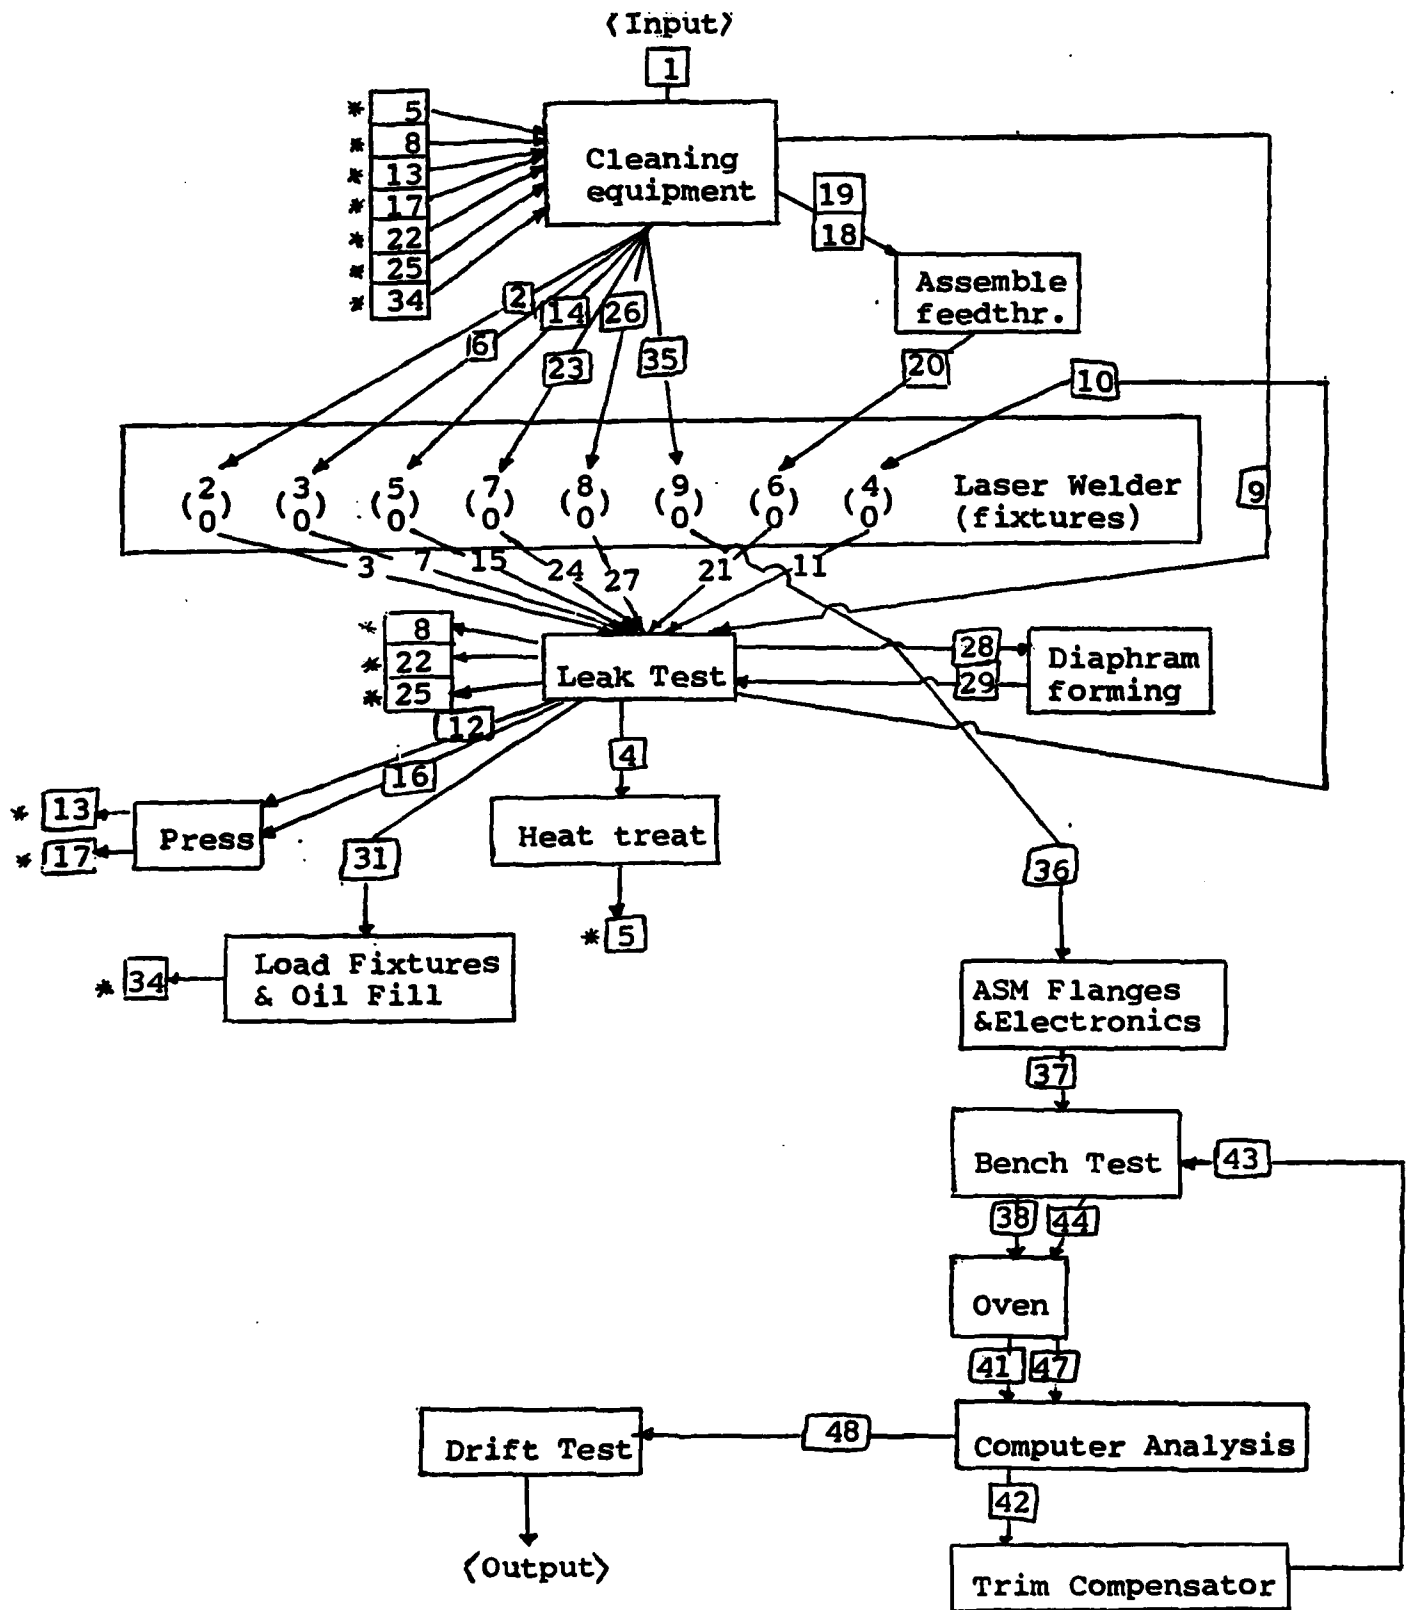 <Input>
1
* 5
* 8
* 13
* 17
* 22
* 25
* 34
Cleaning
equipment
19
18
Assemble
feedthr.
2
14
26
6
23
35
20
10
(2 0) (3 0) (5 0) (7 0) (8 0) (9 0) (6 0) (4 0)
Laser Welder
(fixtures)
9
3 7 15 24 27 21 11
* 8
* 22
* 25
Leak Test
28
29
Diaphram
forming
12
16
4
* 13
* 17
Press
31
Heat treat
36
* 5
* 34
Load Fixtures
& Oil Fill
ASM Flanges
&Electronics
37
Bench Test
43
38 44
Oven
41 47
Drift Test
48
Computer Analysis
42
<Output>
Trim Compensator